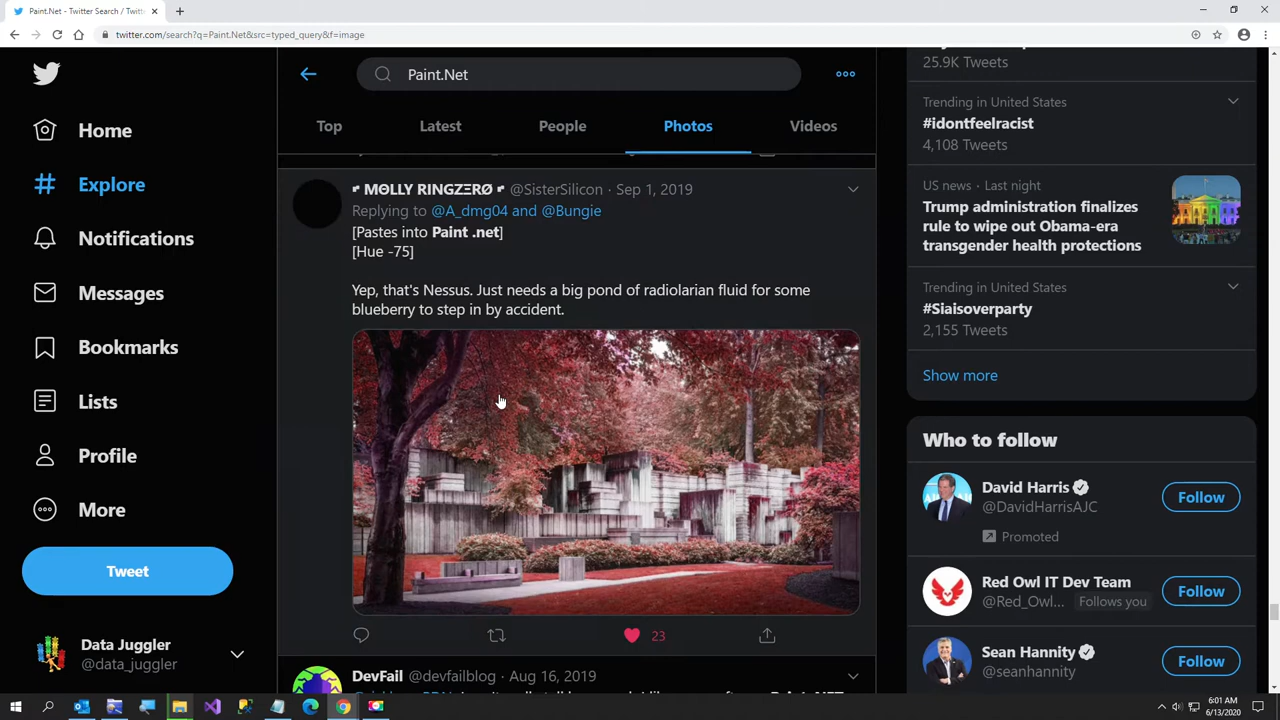 Paint.Net - Twitter Search / Twitt
twitter.com/search?q=Paint.Net&src=typed_query&f=image
Home
Explore
Notifications
Messages
Bookmarks
Lists
Profile
More
Tweet
Data Juggler
@data_juggler
Paint.Net
Top
Latest
People
Photos
Videos
MΘLLY RINGZΞRØ @SisterSilicon · Sep 1, 2019
Replying to @A_dmg04 and @Bungie
[Pastes into Paint .net]
[Hue -75]
Yep, that's Nessus. Just needs a big pond of radiolarian fluid for some
blueberry to step in by accident.
23
DevFail @devfailblog · Aug 16, 2019
25.9K Tweets
Trending in United States
#idontfeelracist
4,108 Tweets
US news · Last night
Trump administration finalizes
rule to wipe out Obama-era
transgender health protections
Trending in United States
#Siaisoverparty
2,155 Tweets
Show more
Who to follow
David Harris
@DavidHarrisAJC
Follow
Promoted
Red Owl IT Dev Team
@Red_Owl... Follows you
Follow
Sean Hannity
@seanhannity
Follow
6:01 AM
6/13/2020